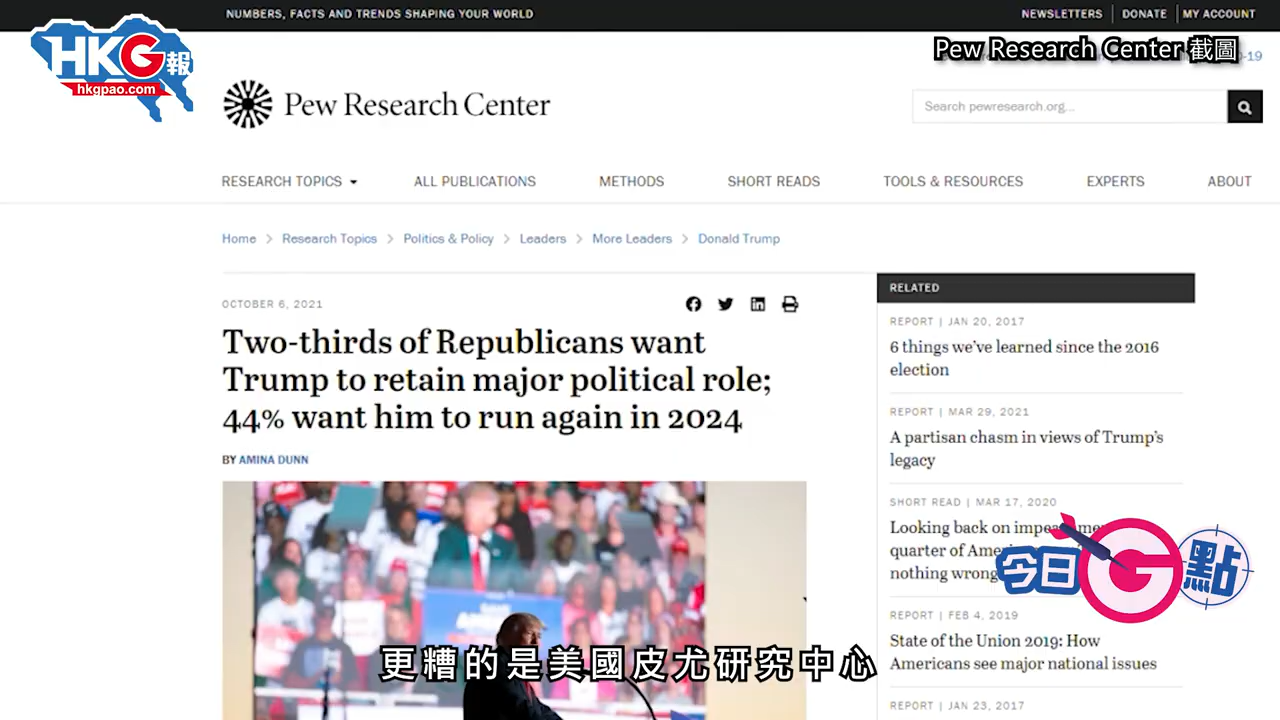 NUMBERS, FACTS AND TRENDS SHAPING YOUR WORLD
NEWSLETTERS
DONATE
MY ACCOUNT
HKG報
hkgpao.com
Pew Research Center 截圖
-19
Pew Research Center
Search pewresearch.org...
RESEARCH TOPICS
ALL PUBLICATIONS
METHODS
SHORT READS
TOOLS & RESOURCES
EXPERTS
ABOUT
Home > Research Topics > Politics & Policy > Leaders > More Leaders > Donald Trump
OCTOBER 6, 2021
Two-thirds of Republicans want
Trump to retain major political role;
44% want him to run again in 2024
BY AMINA DUNN
RELATED
REPORT | JAN 20, 2017
6 things we've learned since the 2016
election
REPORT | MAR 29, 2021
A partisan chasm in views of Trump's
legacy
SHORT READ | MAR 17, 2020
Looking back on
quarter of
nothing wrong
REPORT | FEB 4, 2019
State of the Union 2019: How
Americans see major national issues
REPORT | JAN 23, 2017
今日G點
更糟的是美國皮尤研究中心